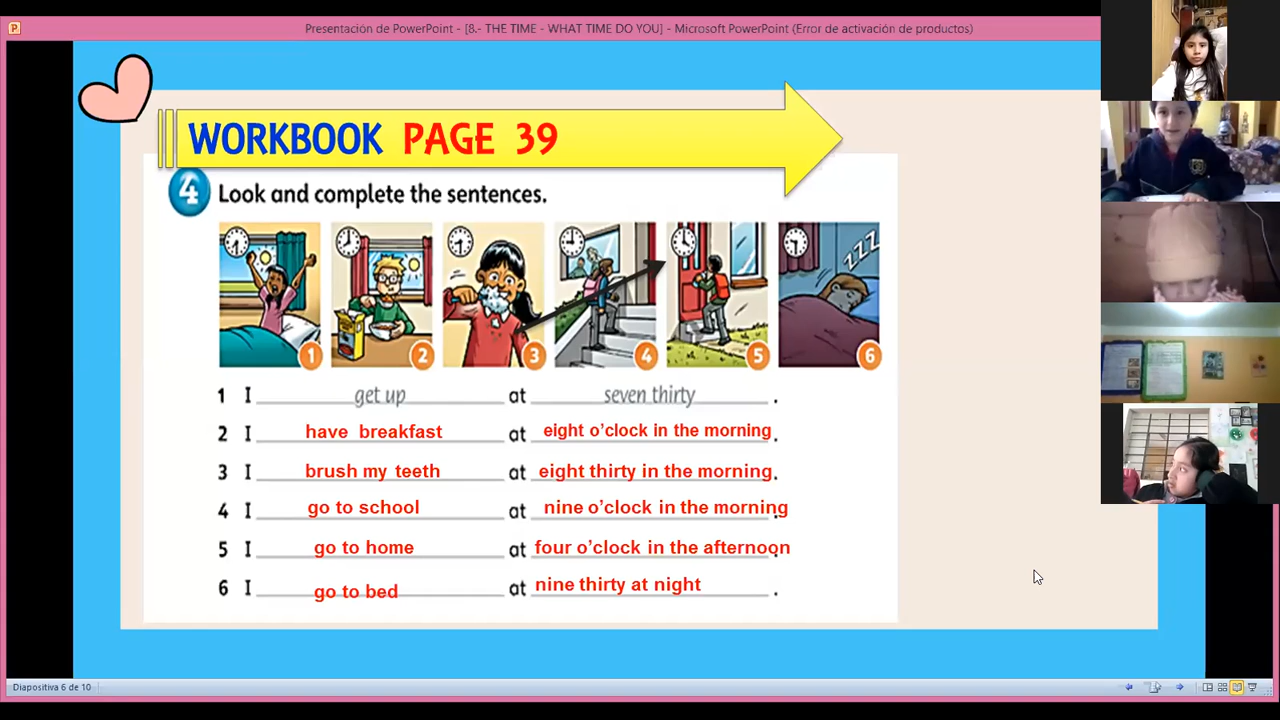 Presentación de PowerPoint - [8.- THE TIME - WHAT TIME DO YOU] - Microsoft PowerPoint (Error de activación de productos)
WORKBOOK PAGE 39
4 Look and complete the sentences.
ZZZ
1 2 3 4 5 6
1 I get up at seven thirty .
2 I have breakfast at eight o'clock in the morning .
3 I brush my teeth at eight thirty in the morning .
4 I go to school at nine o'clock in the morning .
5 I go to home at four o'clock in the afternoon .
6 I go to bed at nine thirty at night .
Diapositiva 6 de 10